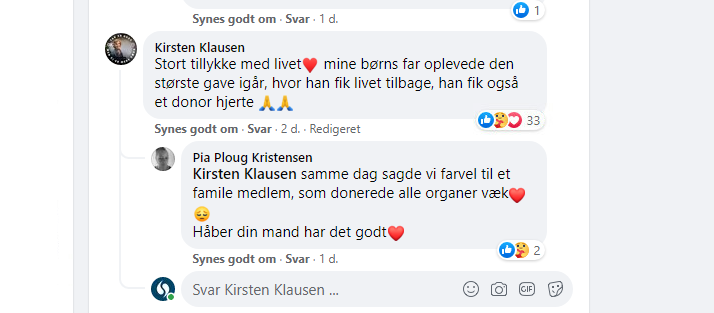 Synes godt om · Svar · 1 d.
1
Kirsten Klausen
Stort tillykke med livet❤️ mine børns far oplevede den
største gave igår, hvor han fik livet tilbage, han fik også
et donor hjerte 🙏🙏
Synes godt om · Svar · 2 d. · Redigeret
33
Pia Ploug Kristensen
Kirsten Klausen samme dag sagde vi farvel til et
famile medlem, som donerede alle organer væk❤️
😔
Håber din mand har det godt❤️
2
Synes godt om · Svar · 1 d.
Svar Kirsten Klausen ...
GIF